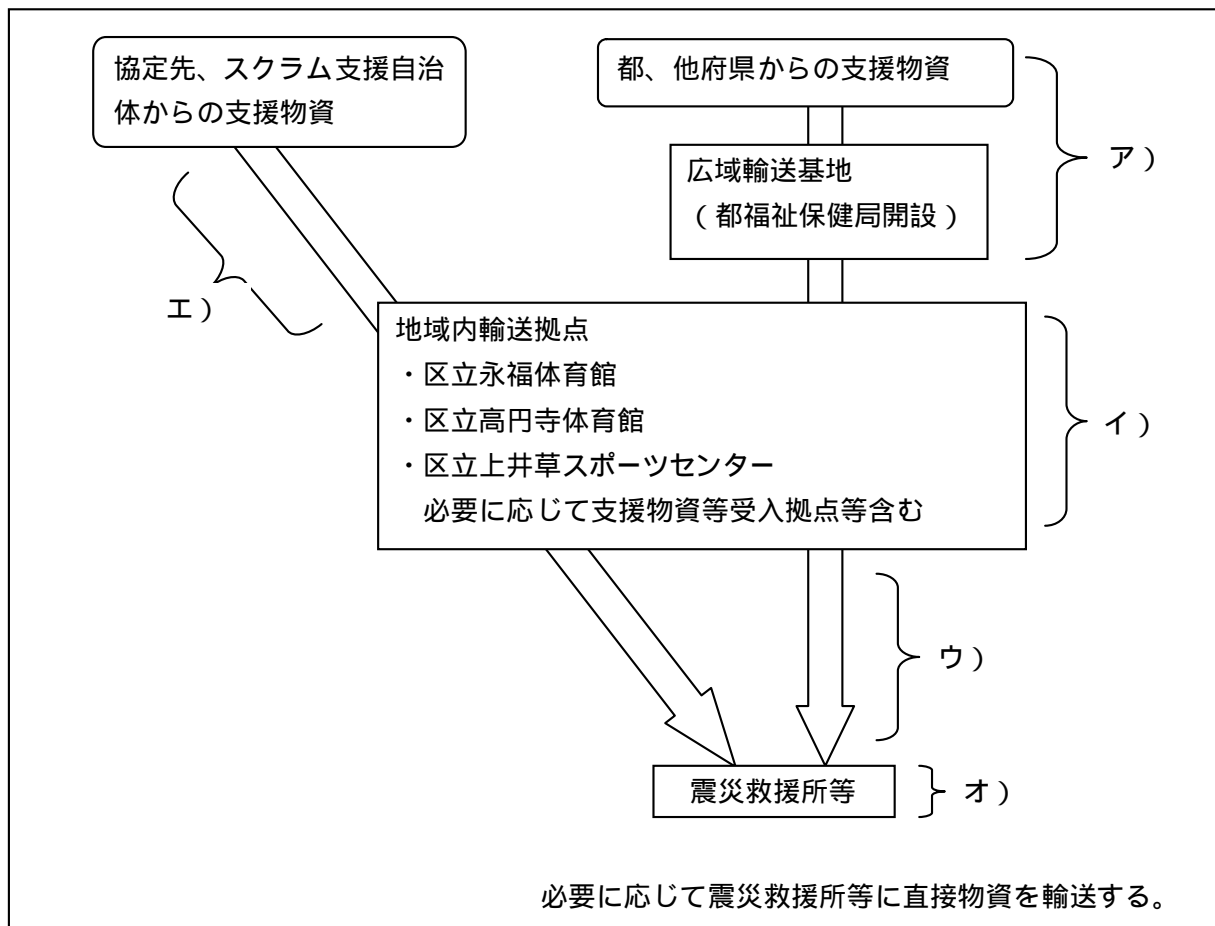 協定先、スクラム支援自治
体からの支援物資
都、他府県からの支援物資
ア）
広域輸送基地
（都福祉保健局開設）
エ）
地域内輸送拠点
・区立永福体育館
・区立高円寺体育館
・区立上井草スポーツセンター
必要に応じて支援物資等受入拠点等含む
イ）
ウ）
震災救援所等
オ）
必要に応じて震災救援所等に直接物資を輸送する。